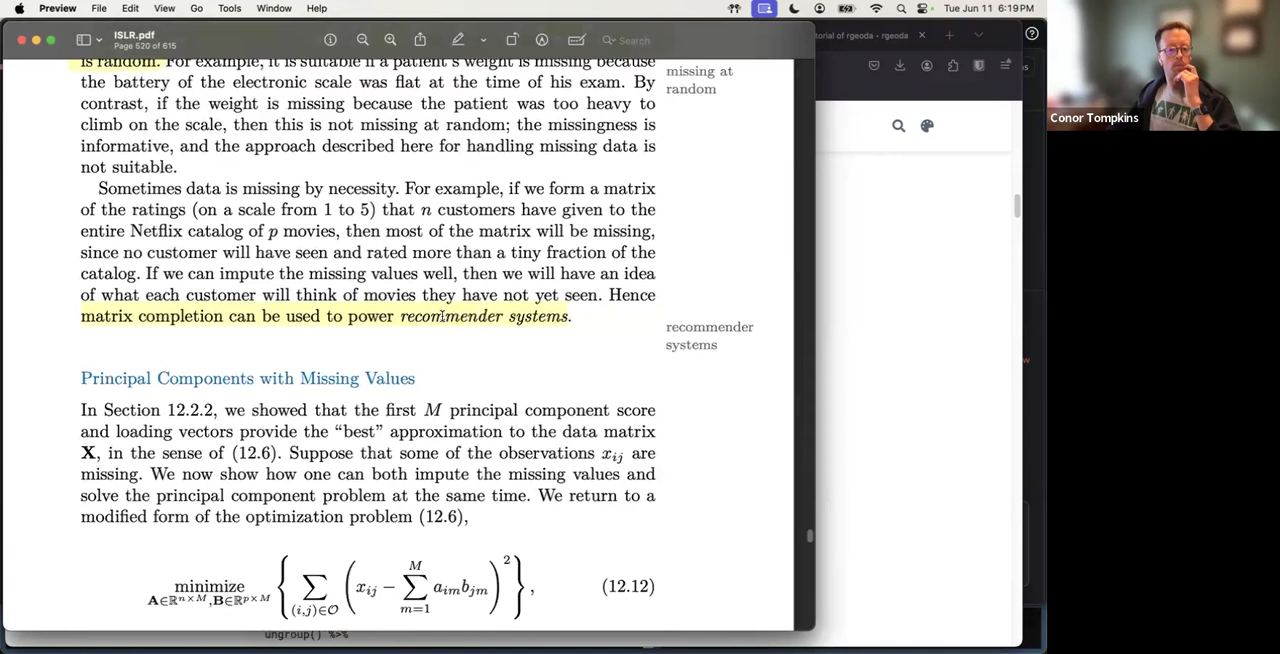 Preview File Edit View Go Tools Window Help
Tue Jun 11 6:19 PM
ISLR.pdf
Page 520 of 615
Search
torial of rgeoda - rgeoda
is random. For example, it is suitable if a patient's weight is missing because
the battery of the electronic scale was flat at the time of his exam. By
contrast, if the weight is missing because the patient was too heavy to
climb on the scale, then this is not missing at random; the missingness is
informative, and the approach described here for handling missing data is
not suitable.
missing at
random
Sometimes data is missing by necessity. For example, if we form a matrix
of the ratings (on a scale from 1 to 5) that n customers have given to the
entire Netflix catalog of p movies, then most of the matrix will be missing,
since no customer will have seen and rated more than a tiny fraction of the
catalog. If we can impute the missing values well, then we will have an idea
of what each customer will think of movies they have not yet seen. Hence
matrix completion can be used to power recommender systems.
recommender
systems
Principal Components with Missing Values
In Section 12.2.2, we showed that the first M principal component score
and loading vectors provide the “best” approximation to the data matrix
X, in the sense of (12.6). Suppose that some of the observations x_ij are
missing. We now show how one can both impute the missing values and
solve the principal component problem at the same time. We return to a
modified form of the optimization problem (12.6),
minimize A∈ℝ^{n×M},B∈ℝ^{p×M} { ∑_{(i,j)∈O} ( x_ij − ∑_{m=1}^{M} a_im b_jm )^2 }, (12.12)
ungroup() %>%
Conor Tompkins